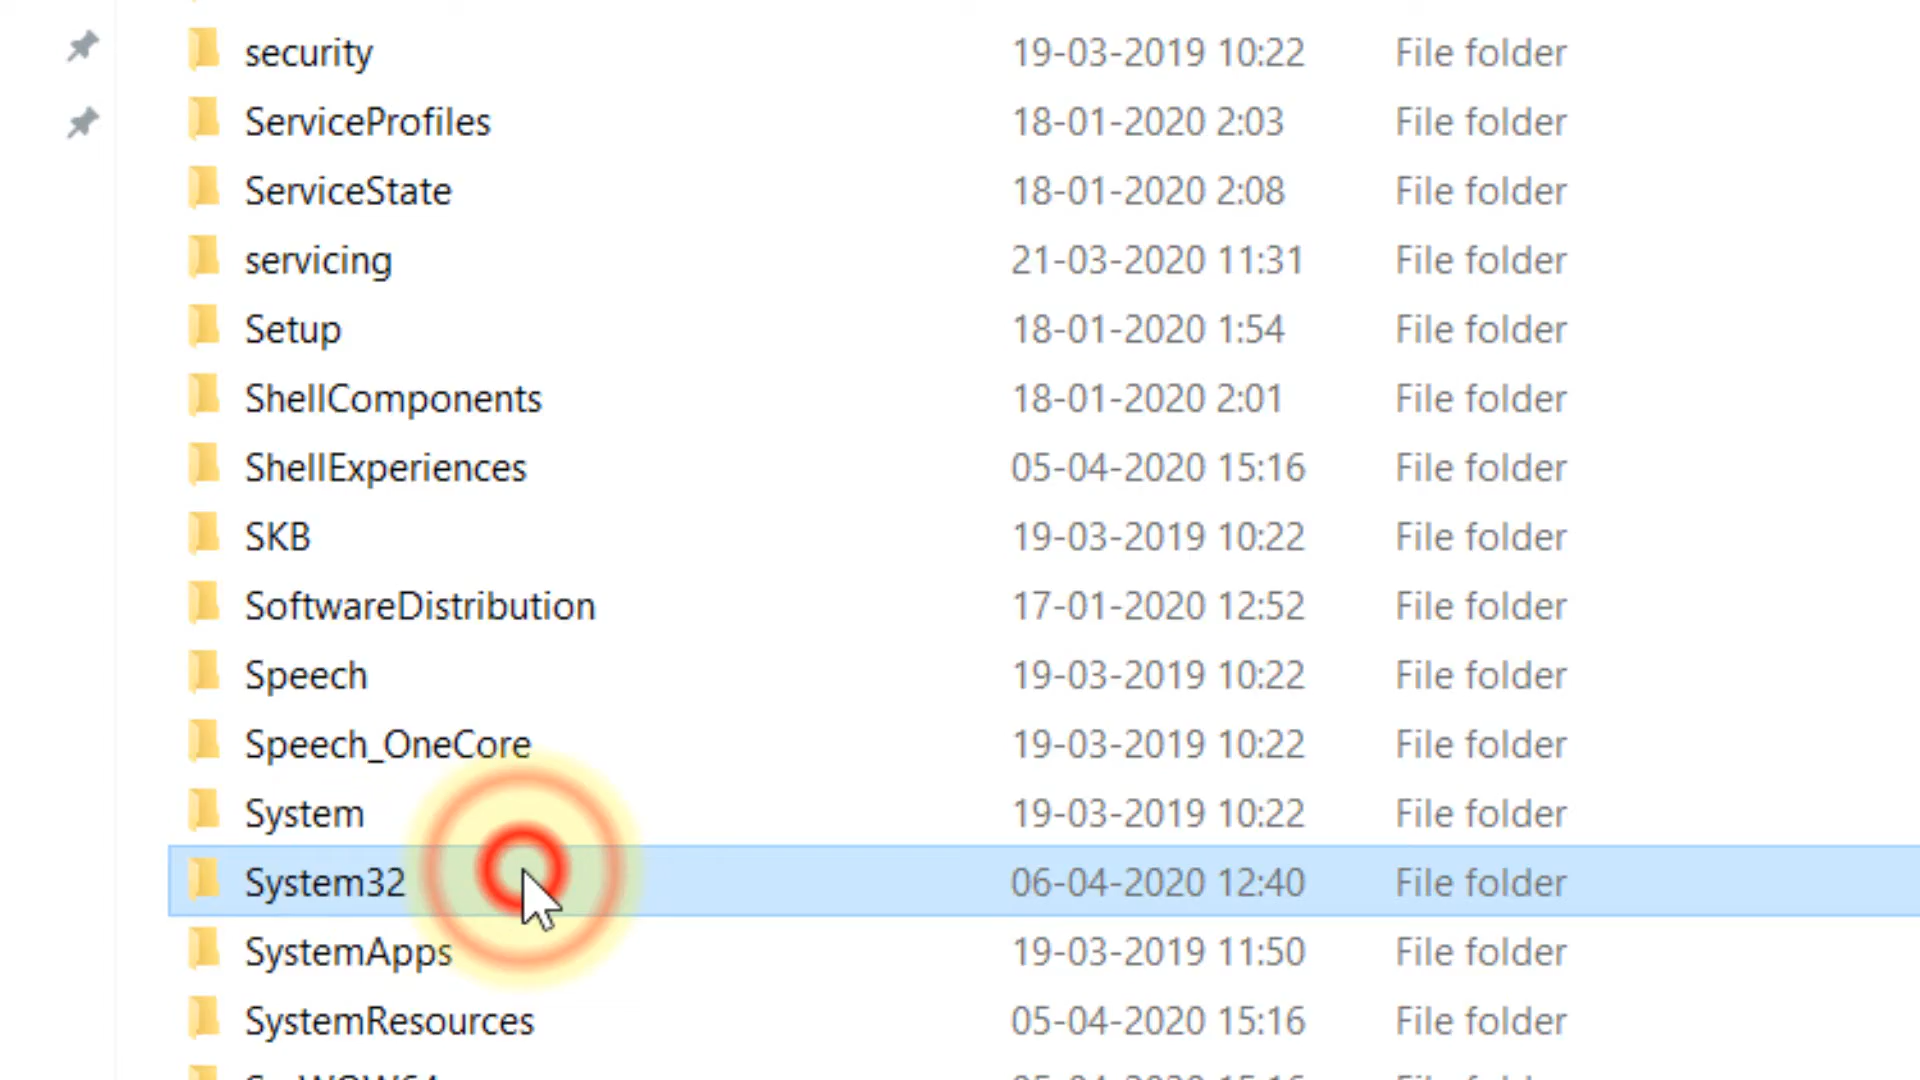 security 19-03-2019 10:22 File folder
ServiceProfiles 18-01-2020 2:03 File folder
ServiceState 18-01-2020 2:08 File folder
servicing 21-03-2020 11:31 File folder
Setup 18-01-2020 1:54 File folder
ShellComponents 18-01-2020 2:01 File folder
ShellExperiences 05-04-2020 15:16 File folder
SKB 19-03-2019 10:22 File folder
SoftwareDistribution 17-01-2020 12:52 File folder
Speech 19-03-2019 10:22 File folder
Speech_OneCore 19-03-2019 10:22 File folder
System 19-03-2019 10:22 File folder
System32 06-04-2020 12:40 File folder
SystemApps 19-03-2019 11:50 File folder
SystemResources 05-04-2020 15:16 File folder